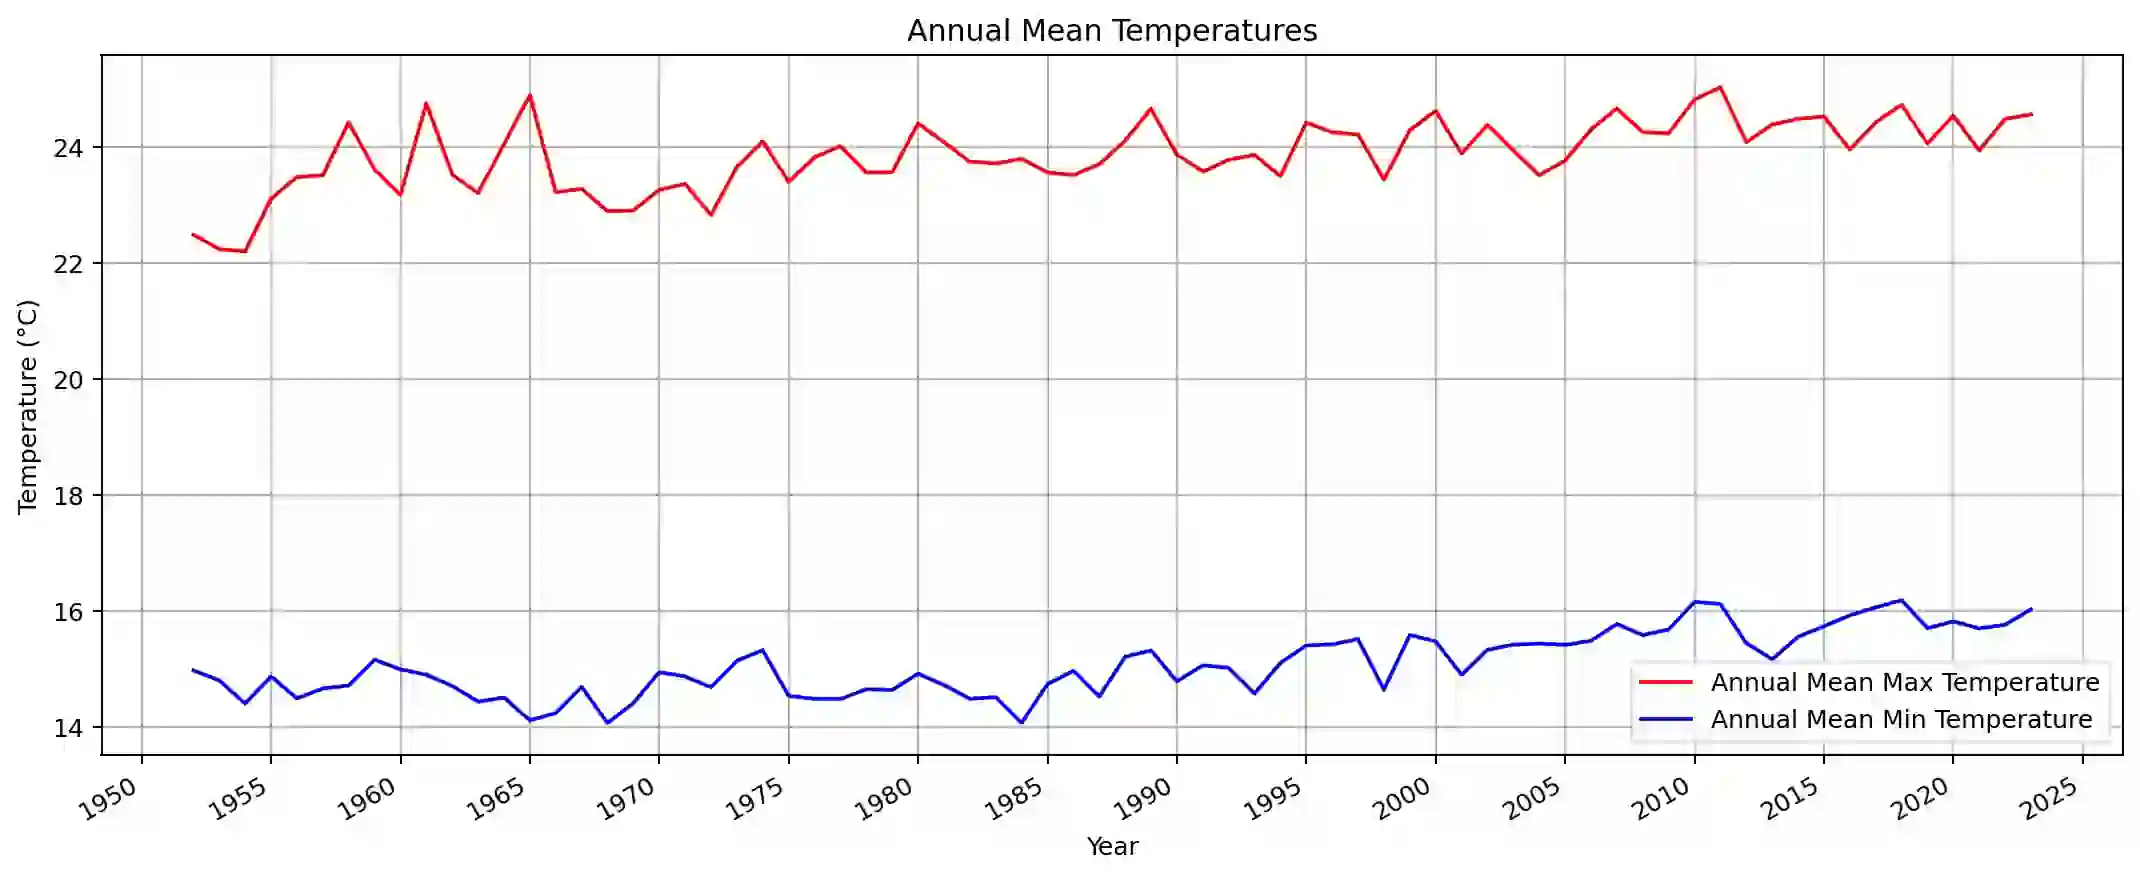 Annual Mean Temperatures
Temperature (°C)
24
22
20
18
16
14
Annual Mean Max Temperature
Annual Mean Min Temperature
1950 1955 1960 1965 1970 1975 1980 1985 1990 1995 2000 2005 2010 2015 2020 2025
Year